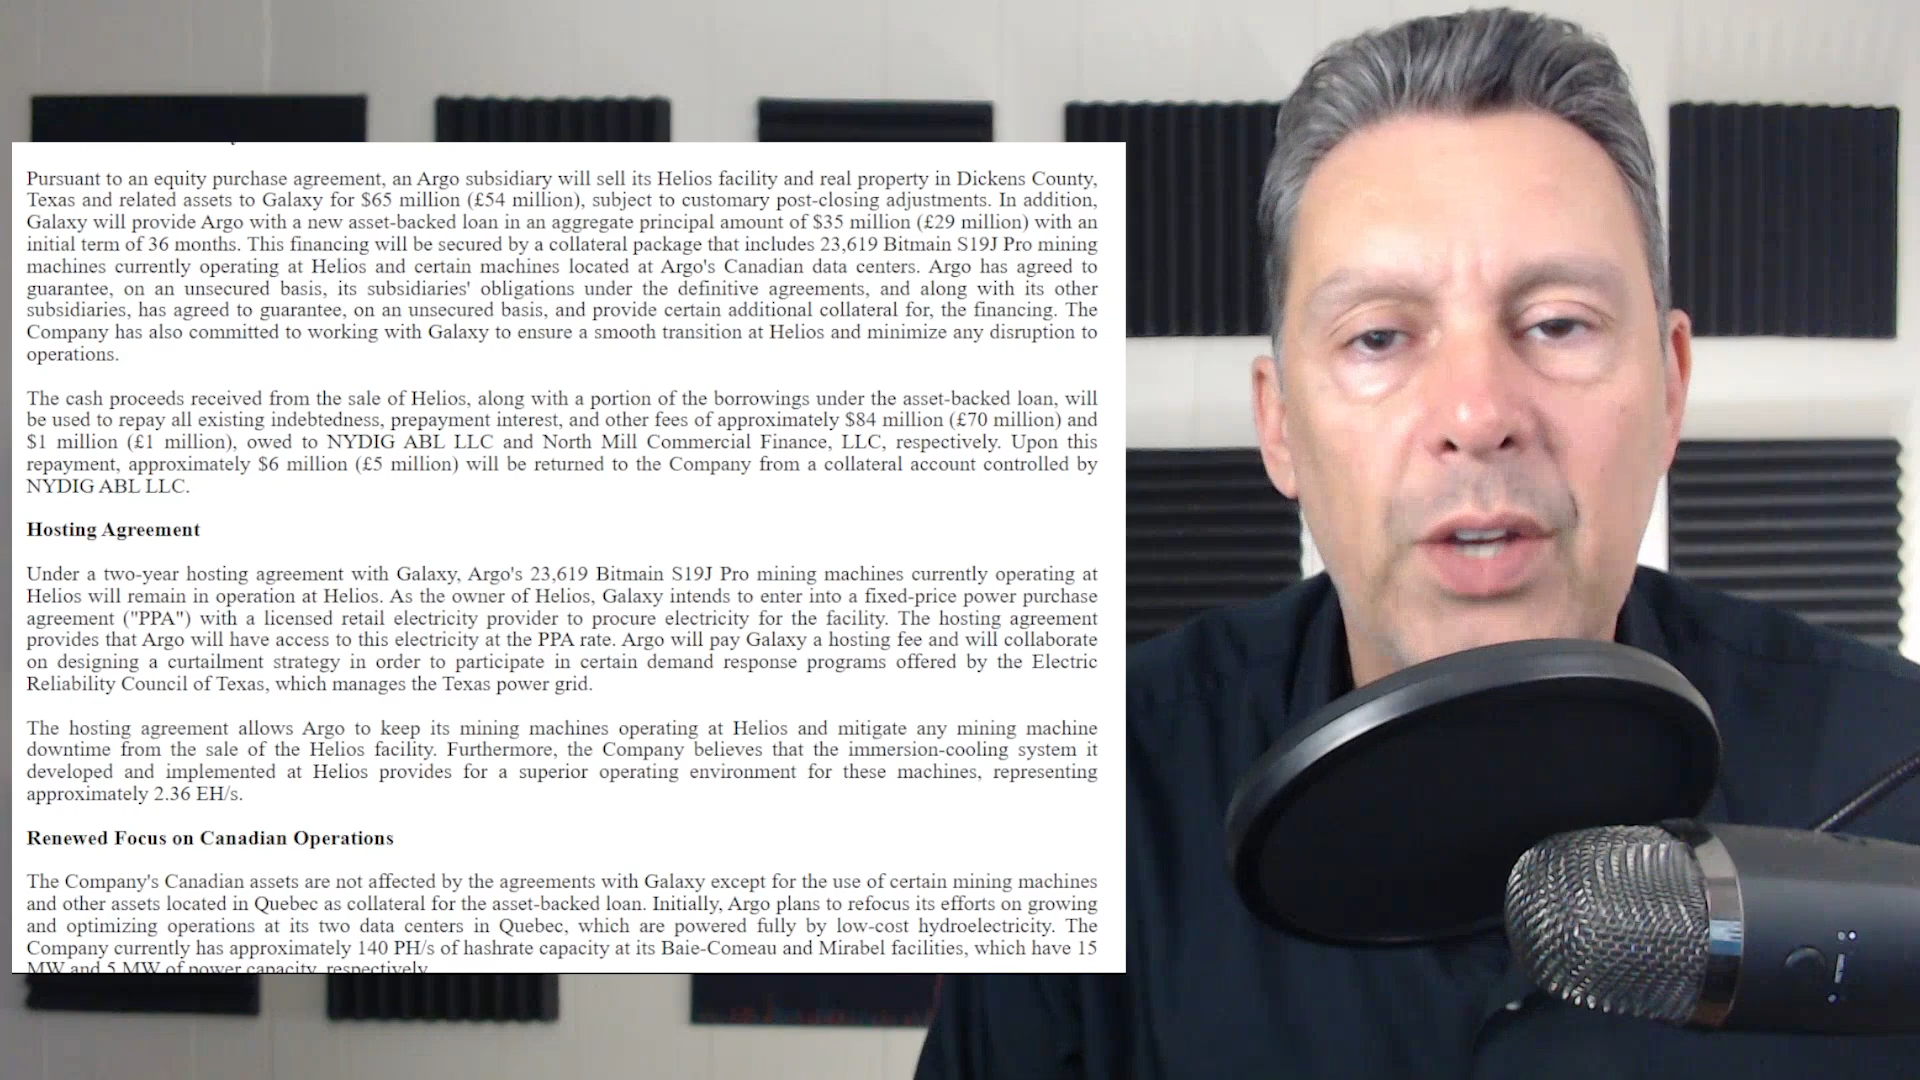 Pursuant to an equity purchase agreement, an Argo subsidiary will sell its Helios facility and real property in Dickens County,
Texas and related assets to Galaxy for $65 million (£54 million), subject to customary post-closing adjustments. In addition,
Galaxy will provide Argo with a new asset-backed loan in an aggregate principal amount of $35 million (£29 million) with an
initial term of 36 months. This financing will be secured by a collateral package that includes 23,619 Bitmain S19J Pro mining
machines currently operating at Helios and certain machines located at Argo's Canadian data centers. Argo has agreed to
guarantee, on an unsecured basis, its subsidiaries' obligations under the definitive agreements, and along with its other
subsidiaries, has agreed to guarantee, on an unsecured basis, and provide certain additional collateral for, the financing. The
Company has also committed to working with Galaxy to ensure a smooth transition at Helios and minimize any disruption to
operations.
The cash proceeds received from the sale of Helios, along with a portion of the borrowings under the asset-backed loan, will
be used to repay all existing indebtedness, prepayment interest, and other fees of approximately $84 million (£70 million) and
$1 million (£1 million), owed to NYDIG ABL LLC and North Mill Commercial Finance, LLC, respectively. Upon this
repayment, approximately $6 million (£5 million) will be returned to the Company from a collateral account controlled by
NYDIG ABL LLC.
Hosting Agreement
Under a two-year hosting agreement with Galaxy, Argo's 23,619 Bitmain S19J Pro mining machines currently operating at
Helios will remain in operation at Helios. As the owner of Helios, Galaxy intends to enter into a fixed-price power purchase
agreement ("PPA") with a licensed retail electricity provider to procure electricity for the facility. The hosting agreement
provides that Argo will have access to this electricity at the PPA rate. Argo will pay Galaxy a hosting fee and will collaborate
on designing a curtailment strategy in order to participate in certain demand response programs offered by the Electric
Reliability Council of Texas, which manages the Texas power grid.
The hosting agreement allows Argo to keep its mining machines operating at Helios and mitigate any mining machine
downtime from the sale of the Helios facility. Furthermore, the Company believes that the immersion-cooling system it
developed and implemented at Helios provides for a superior operating environment for these machines, representing
approximately 2.36 EH/s.
Renewed Focus on Canadian Operations
The Company's Canadian assets are not affected by the agreements with Galaxy except for the use of certain mining machines
and other assets located in Quebec as collateral for the asset-backed loan. Initially, Argo plans to refocus its efforts on growing
and optimizing operations at its two data centers in Quebec, which are powered fully by low-cost hydroelectricity. The
Company currently has approximately 140 PH/s of hashrate capacity at its Baie-Comeau and Mirabel facilities, which have 15
MW and 5 MW of power capacity, respectively.